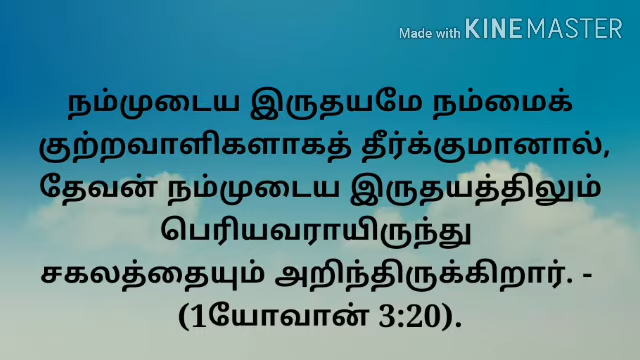 Made with KINEMASTER
நம்முடைய இருதயமே நம்மைக்
குற்றவாளிகளாகத் தீர்க்குமானால்,
தேவன் நம்முடைய இருதயத்திலும்
பெரியவராயிருந்து
சகலத்தையும் அறிந்திருக்கிறார். -
(1யோவான் 3:20).